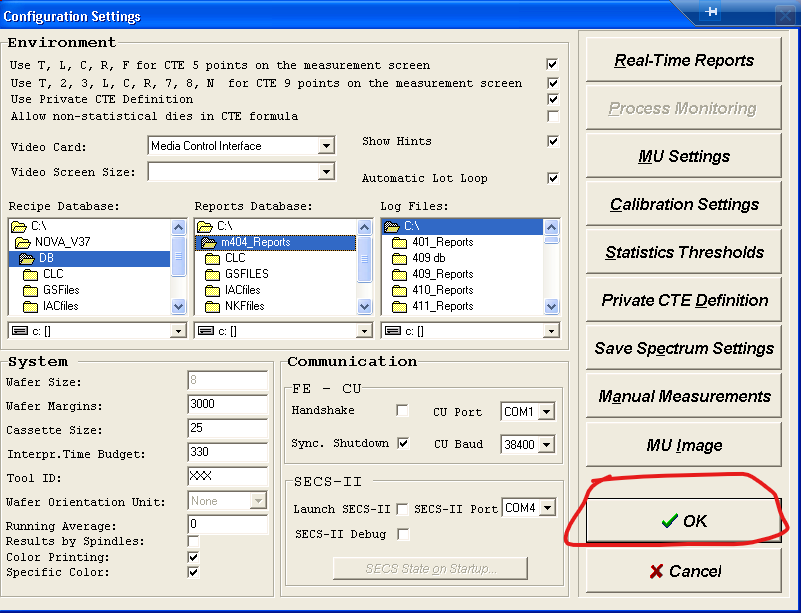 Configuration Settings
Environment
Use T, L, C, R, F for CTE 5 points on the measurement screen
Use T, 2, 3, L, C, R, 7, 8, N for CTE 9 points on the measurement screen
Use Private CTE Definition
Allow non-statistical dies in CTE formula
Video Card:
Media Control Interface
Show Hints
Video Screen Size:
Automatic Lot Loop
Recipe Database:
C:\
NOVA_V37
DB
CLC
GSFiles
IACfiles
c: []
Reports Database:
C:\
m404_Reports
CLC
GSFILES
IACfiles
NKFfiles
c: []
Log Files:
C:\
401_Reports
409 db
409_Reports
410_Reports
411_Reports
c: []
System
Wafer Size: 8
Wafer Margins: 3000
Cassette Size: 25
Interpr.Time Budget: 330
Tool ID: XXX
Wafer Orientation Unit: None
Running Average: 0
Results by Spindles:
Color Printing:
Specific Color:
Communication
FE - CU
Handshake
CU Port COM1
Sync. Shutdown
CU Baud 38400
SECS-II
Launch SECS-II
SECS-II Port COM4
SECS-II Debug
SECS State on Startup...
Real-Time Reports
Process Monitoring
MU Settings
Calibration Settings
Statistics Thresholds
Private CTE Definition
Save Spectrum Settings
Manual Measurements
MU Image
OK
Cancel